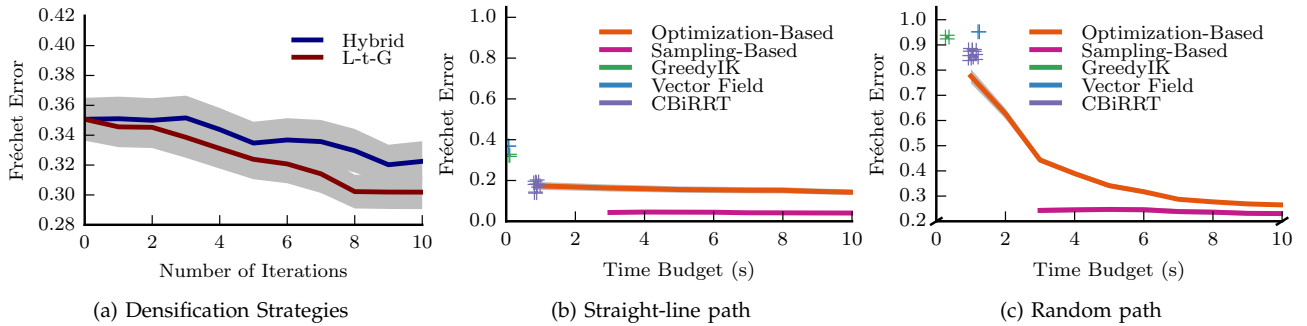 0.42
0.40
0.38
0.36
0.34
0.32
0.30
0.28
Fréchet Error
Hybrid
L-t-G
0 2 4 6 8 10
Number of Iterations
(a) Densification Strategies
1.0
0.8
0.6
0.4
0.2
0.0
Fréchet Error
Optimization-Based
Sampling-Based
GreedyIK
Vector Field
CBiRRT
0 2 4 6 8 10
Time Budget (s)
(b) Straight-line path
1.0
0.9
0.8
0.7
0.6
0.5
0.4
0.3
0.2
Fréchet Error
Optimization-Based
Sampling-Based
GreedyIK
Vector Field
CBiRRT
0 2 4 6 8 10
Time Budget (s)
(c) Random path